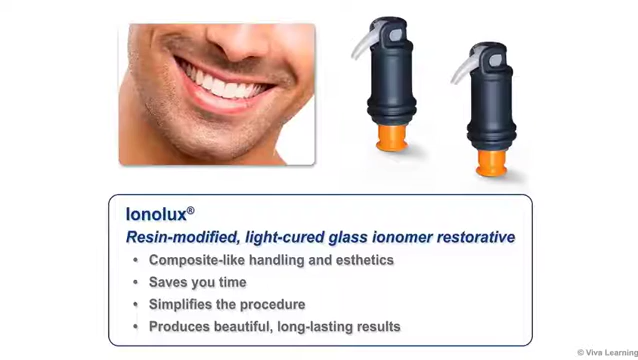 Ionolux®
Resin-modified, light-cured glass ionomer restorative
• Composite-like handling and esthetics
• Saves you time
• Simplifies the procedure
• Produces beautiful, long-lasting results
© Viva Learning